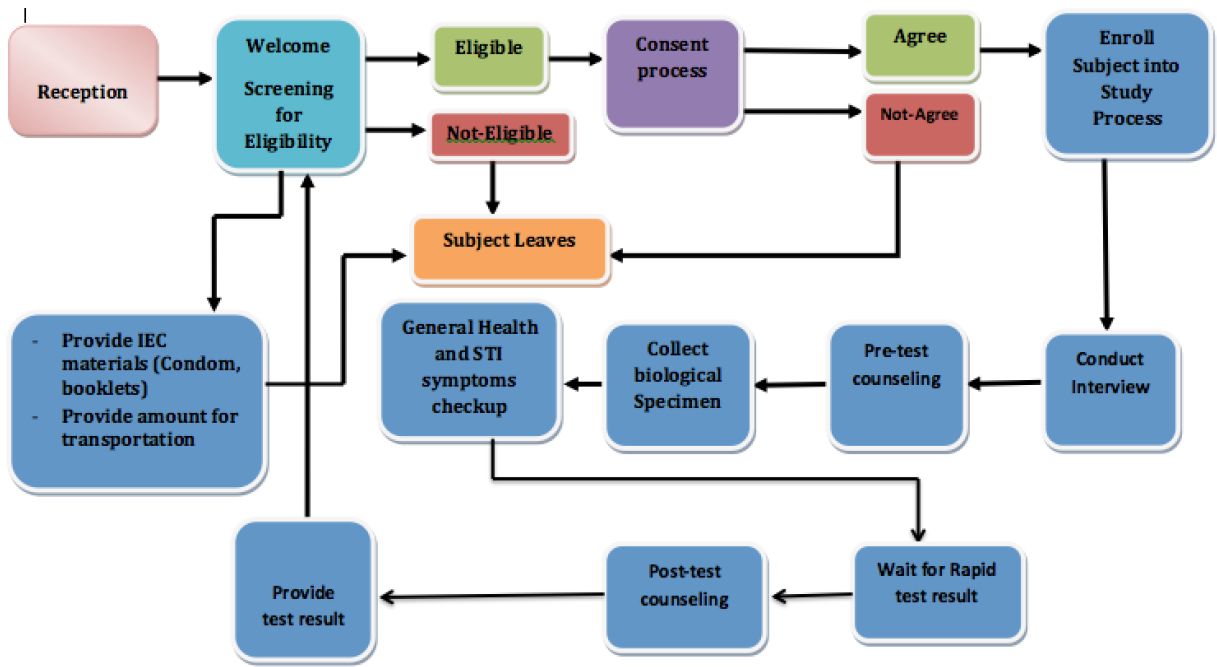 Reception
Welcome
Screening
for
Eligibility
Eligible
Not-Eligible
Consent
process
Agree
Not-Agree
Enroll
Subject into
Study
Process
Subject Leaves
- Provide IEC
materials (Condom,
booklets)
- Provide amount for
transportation
General Health
and STI
symptoms
checkup
Collect
biological
Specimen
Pre-test
counseling
Conduct
Interview
Provide
test result
Post-test
counseling
Wait for Rapid
test result